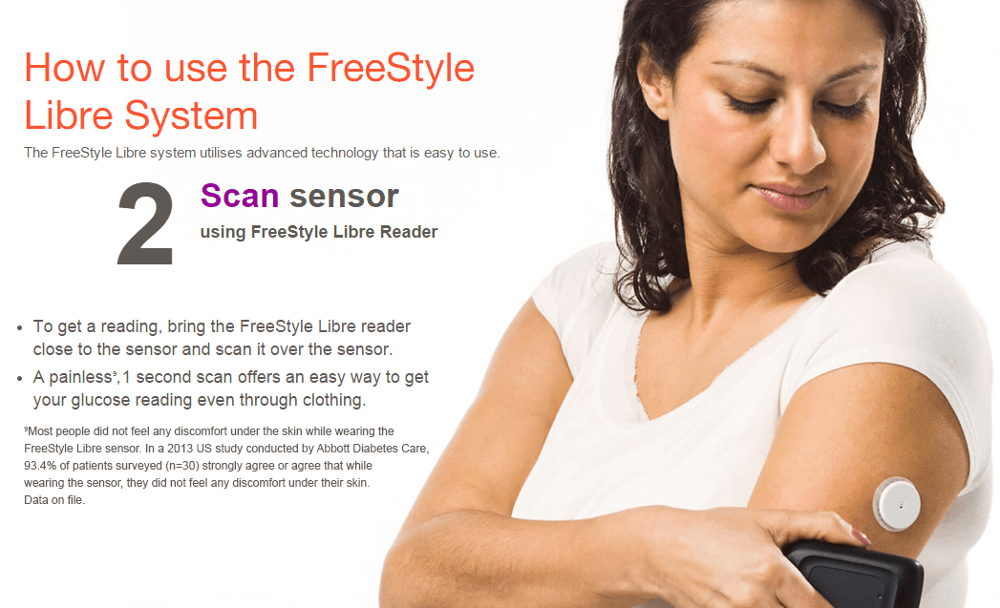 How to use the FreeStyle
Libre System
The FreeStyle Libre system utilises advanced technology that is easy to use.
2
Scan sensor
using FreeStyle Libre Reader
• To get a reading, bring the FreeStyle Libre reader
close to the sensor and scan it over the sensor.
• A painless⁹,1 second scan offers an easy way to get
your glucose reading even through clothing.
⁹Most people did not feel any discomfort under the skin while wearing the
FreeStyle Libre sensor. In a 2013 US study conducted by Abbott Diabetes Care,
93.4% of patients surveyed (n=30) strongly agree or agree that while
wearing the sensor, they did not feel any discomfort under their skin.
Data on file.